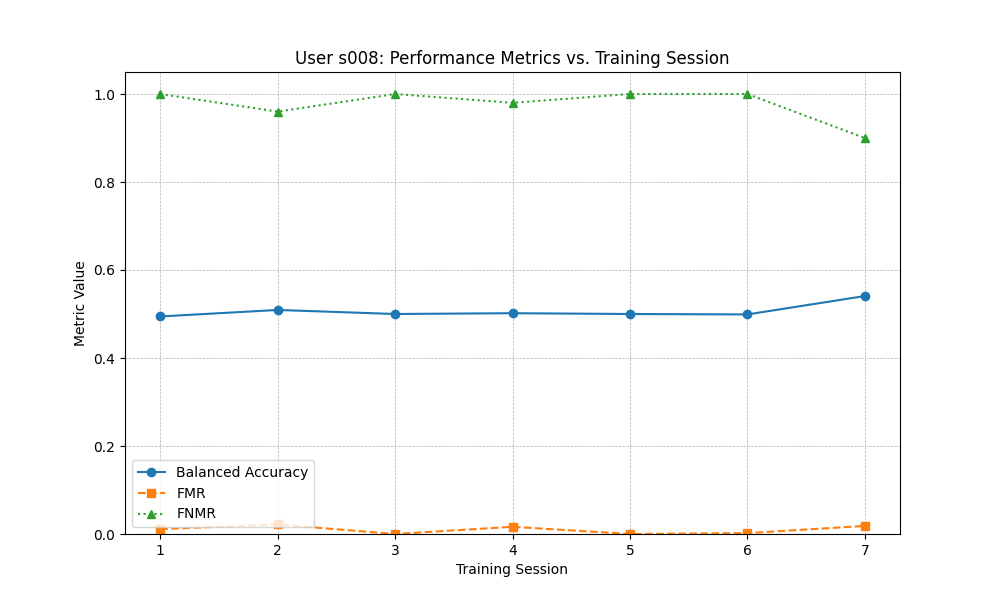 User s008: Performance Metrics vs. Training Session
Metric Value
1.0
0.8
0.6
0.4
0.2
0.0
Balanced Accuracy
FMR
FNMR
1 2 3 4 5 6 7
Training Session